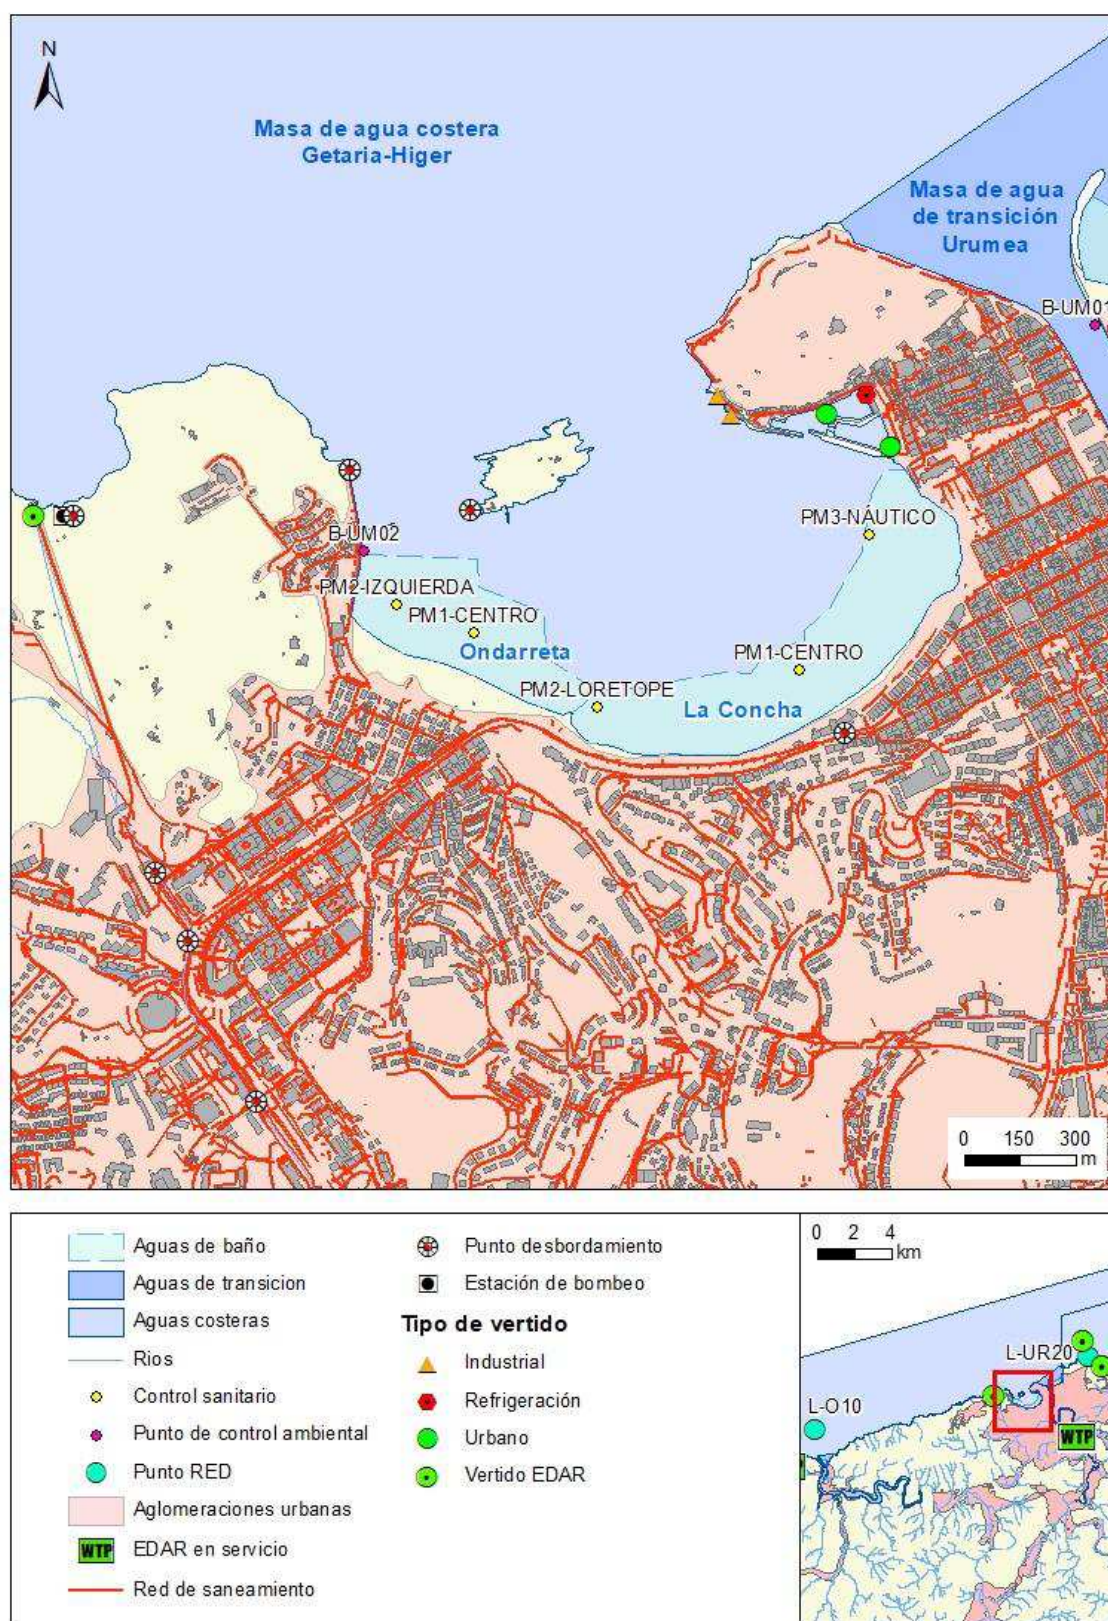 N
Masa de agua costera
Getaria-Higer
Masa de agua
de transición
Urumea
B-UM01
PM3-NÁUTICO
B-UM02
PM2-IZQUIERDA
PM1-CENTRO
Ondarreta
PM1-CENTRO
PM2-LORETOPE
La Concha
0 150 300
m
Aguas de baño
Aguas de transicion
Aguas costeras
Rios
Control sanitario
Punto de control ambiental
Punto RED
Aglomeraciones urbanas
WTP EDAR en servicio
Red de saneamiento
Punto desbordamiento
Estación de bombeo
Tipo de vertido
Industrial
Refrigeración
Urbano
Vertido EDAR
0 2 4
km
L-UR20
L-O10
WTP